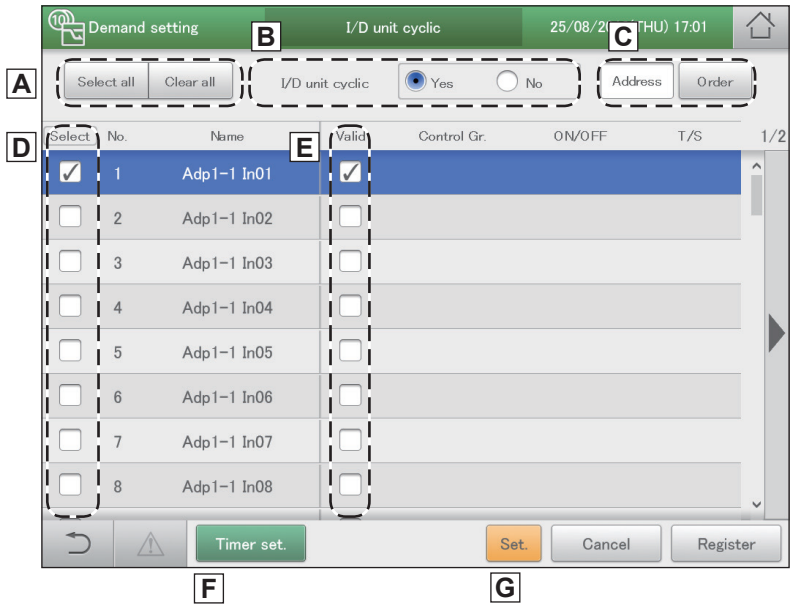 10 Demand setting I/D unit cyclic 25/08/2 (THU) 17:01
B C
A Select all Clear all I/D unit cyclic Yes No Address Order
D Select No. Name E Valid Control Gr. ON/OFF T/S 1/2
1 Adp1-1 In01
2 Adp1-1 In02
3 Adp1-1 In03
4 Adp1-1 In04
5 Adp1-1 In05
6 Adp1-1 In06
7 Adp1-1 In07
8 Adp1-1 In08
Timer set. Set. Cancel Register
F G